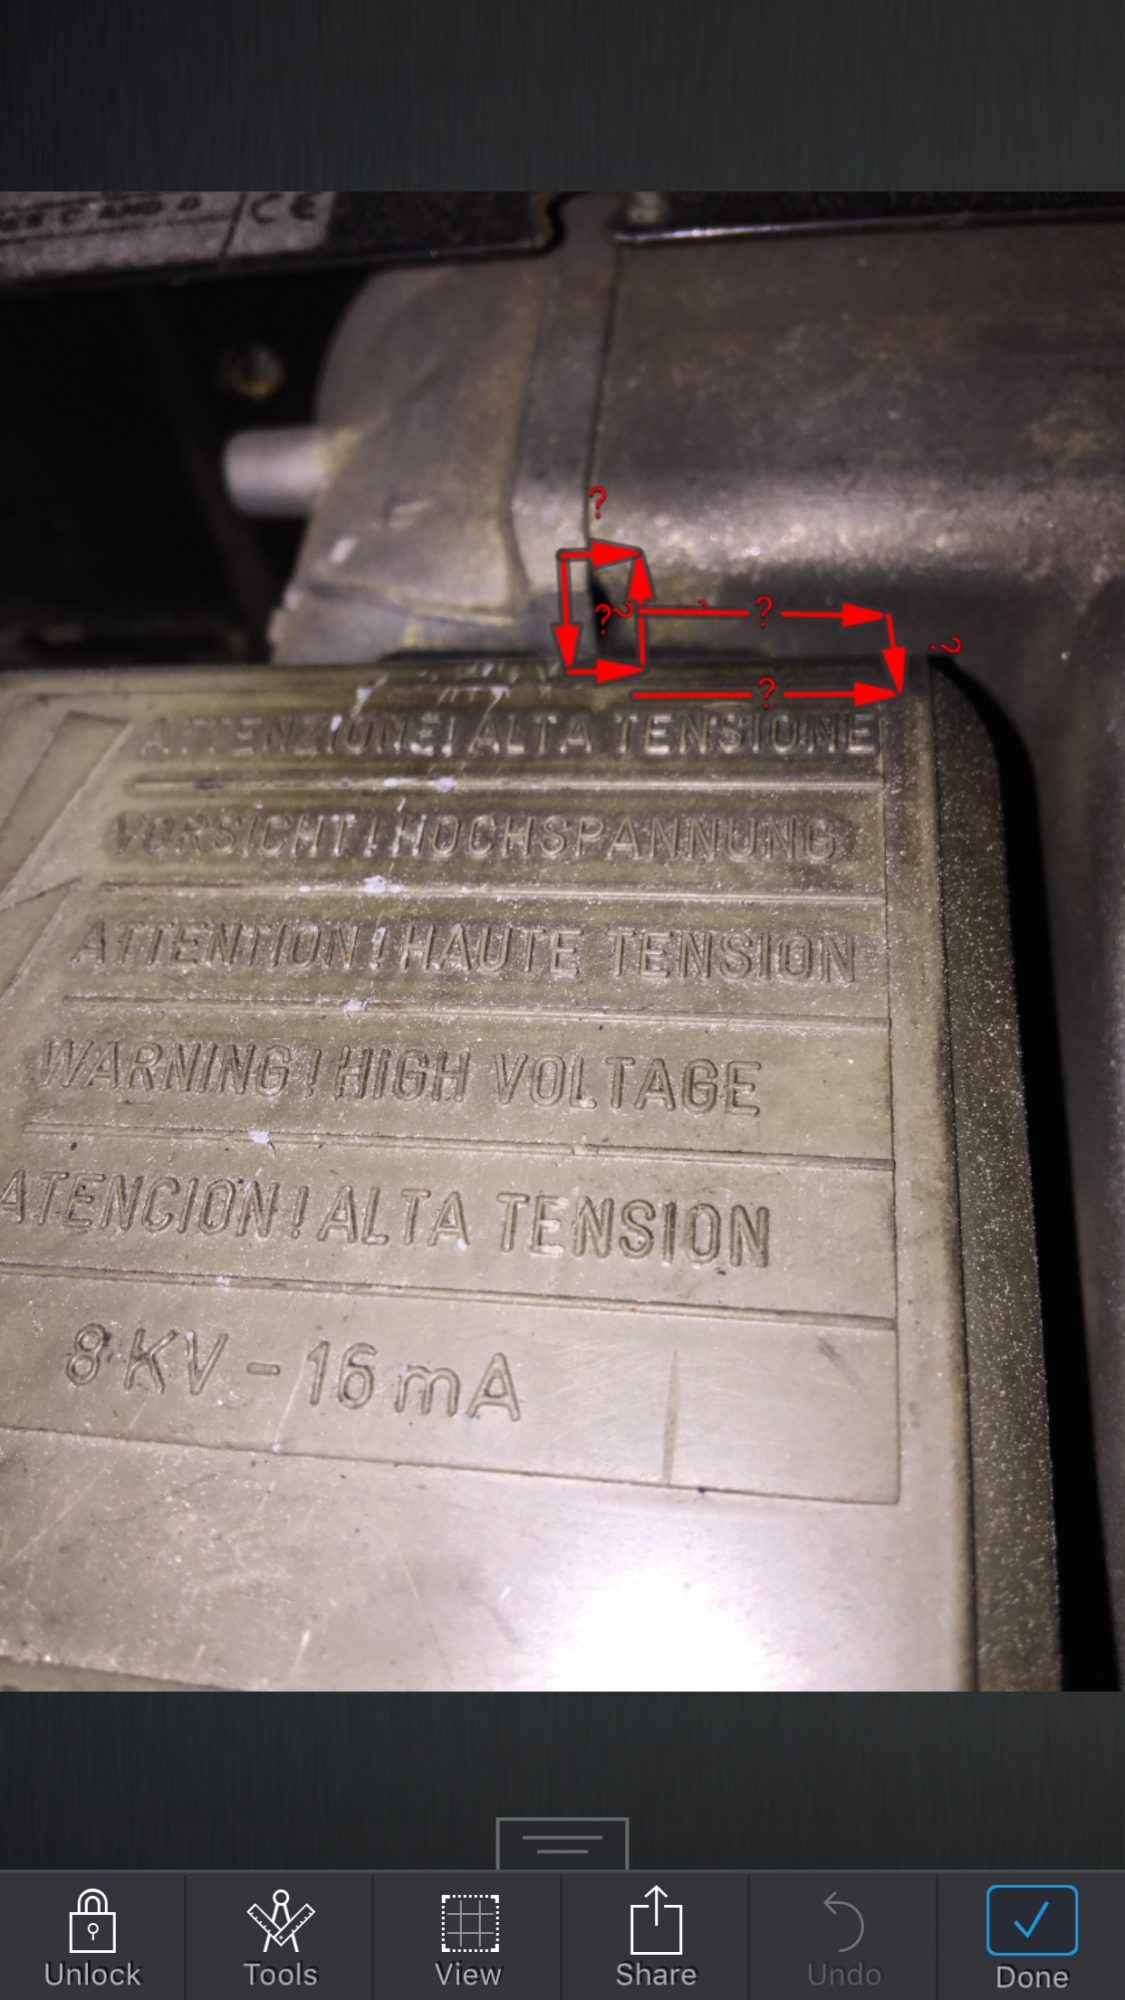 CE
?
?
?
?
?
ATTENZIONE! ALTA TENSIONE
VORSICHT! HOCHSPANNUNG
ATTENTION! HAUTE TENSION
WARNING! HIGH VOLTAGE
ATENCION! ALTA TENSION
8 KV - 16 mA
Unlock
Tools
View
Share
Undo
Done